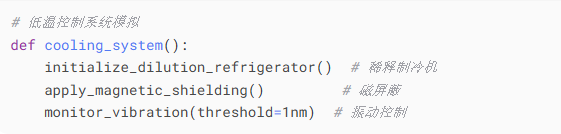 # 低温控制系统模拟
def cooling_system():
    initialize_dilution_refrigerator()  # 稀释制冷机
    apply_magnetic_shielding()          # 磁屏蔽
    monitor_vibration(threshold=1nm)  # 振动控制